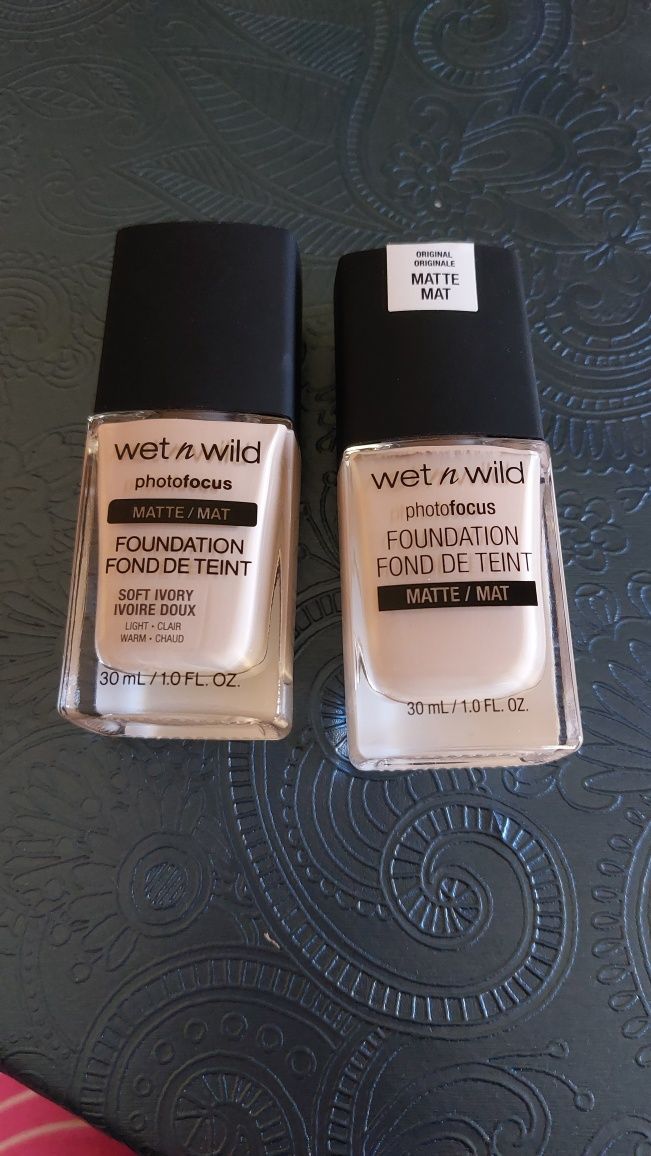 wet n wild
photofocus
MATTE / MAT
FOUNDATION
FOND DE TEINT
SOFT IVORY
IVOIRE DOUX
LIGHT • CLAIR
WARM • CHAUD
30 mL / 1.0 FL. OZ.
ORIGINAL
ORIGINALE
MATTE
MAT
wet n wild
photofocus
FOUNDATION
FOND DE TEINT
MATTE / MAT
30 mL / 1.0 FL. OZ.